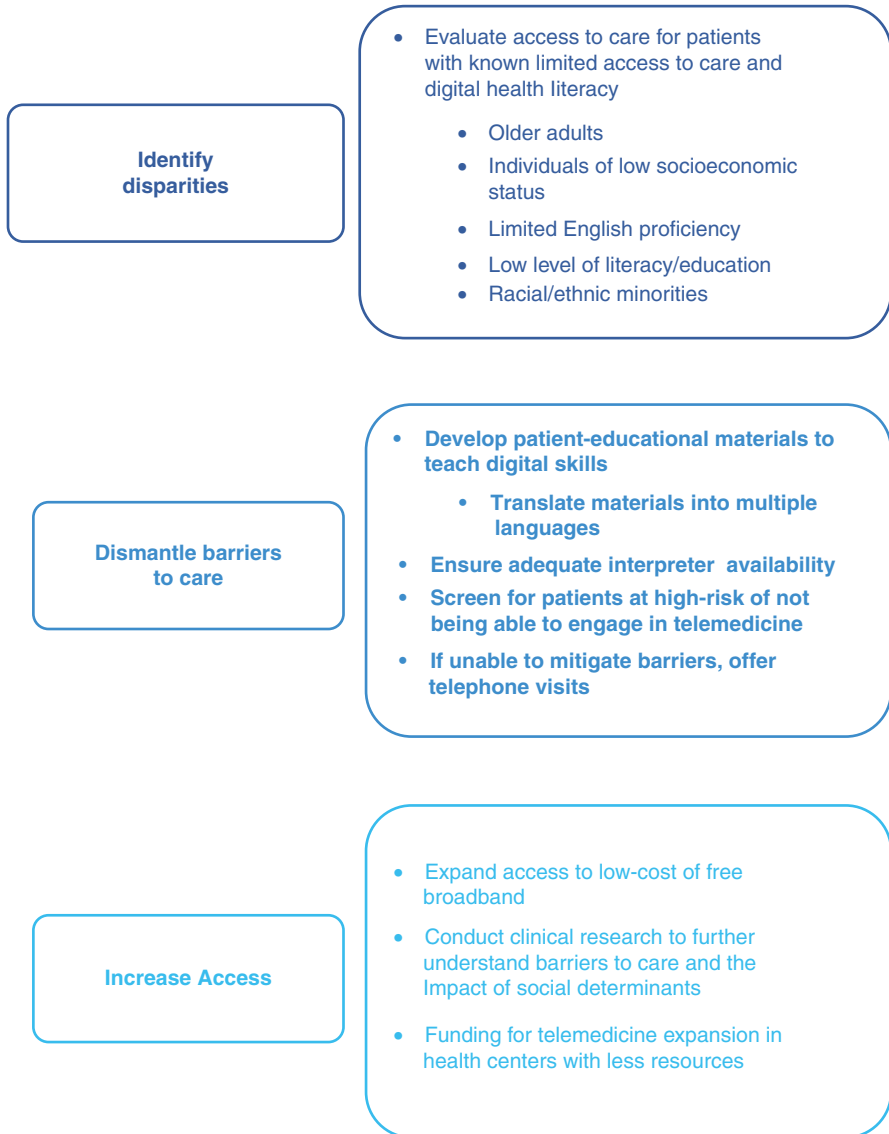 Identify
disparities
• Evaluate access to care for patients
with known limited access to care and
digital health literacy
• Older adults
• Individuals of low socioeconomic
status
• Limited English proficiency
• Low level of literacy/education
• Racial/ethnic minorities
Dismantle barriers
to care
• Develop patient-educational materials to
teach digital skills
• Translate materials into multiple
languages
• Ensure adequate interpreter availability
• Screen for patients at high-risk of not
being able to engage in telemedicine
• If unable to mitigate barriers, offer
telephone visits
Increase Access
• Expand access to low-cost of free
broadband
• Conduct clinical research to further
understand barriers to care and the
Impact of social determinants
• Funding for telemedicine expansion in
health centers with less resources